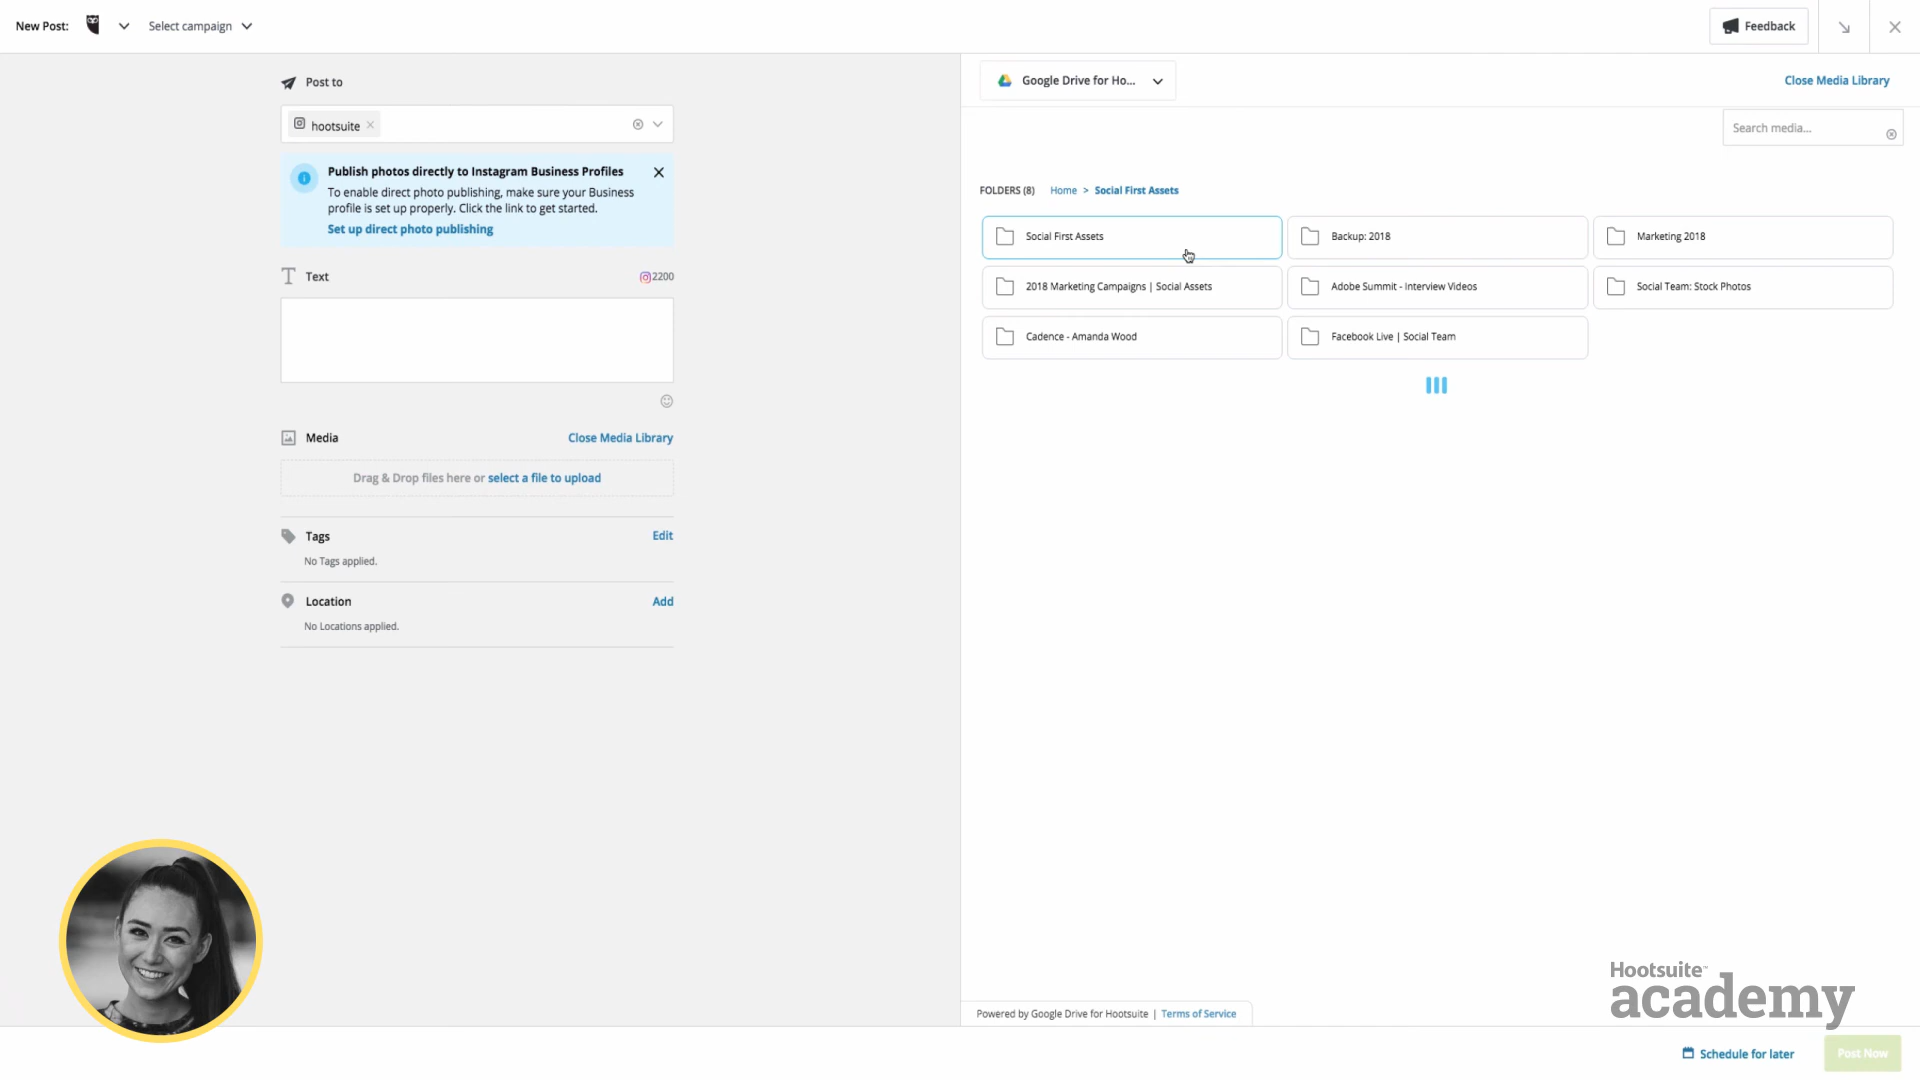 New Post:
Select campaign
Feedback
Post to
hootsuite
Publish photos directly to Instagram Business Profiles
To enable direct photo publishing, make sure your Business
profile is set up properly. Click the link to get started.
Set up direct photo publishing
Text
2200
Media
Close Media Library
Drag & Drop files here or select a file to upload
Tags
Edit
No Tags applied.
Location
Add
No Locations applied.
Google Drive for Ho...
Close Media Library
Search media...
FOLDERS (8) Home > Social First Assets
Social First Assets
Backup: 2018
Marketing 2018
2018 Marketing Campaigns | Social Assets
Adobe Summit - Interview Videos
Social Team: Stock Photos
Cadence - Amanda Wood
Facebook Live | Social Team
Hootsuite™
academy
Powered by Google Drive for Hootsuite | Terms of Service
Schedule for later
Post Now